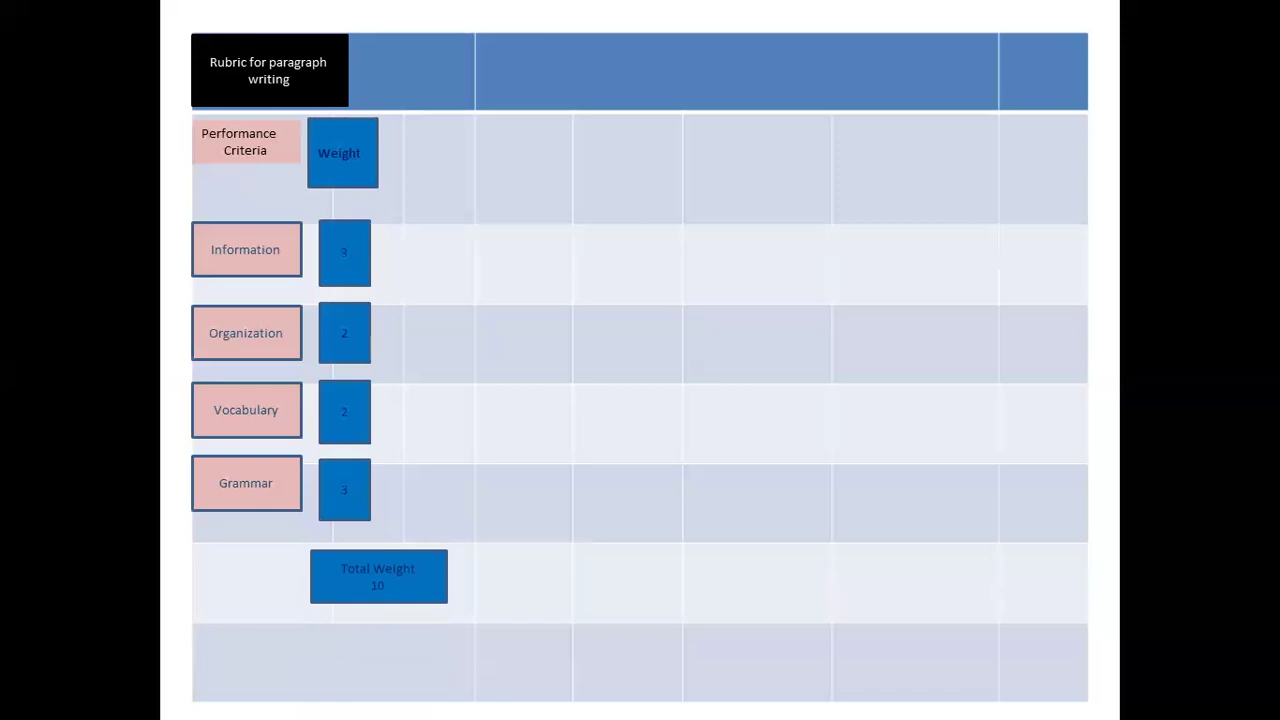 Rubric for paragraph
writing
Performance
Criteria
Weight
Information
3
Organization
2
Vocabulary
2
Grammar
3
Total Weight
10